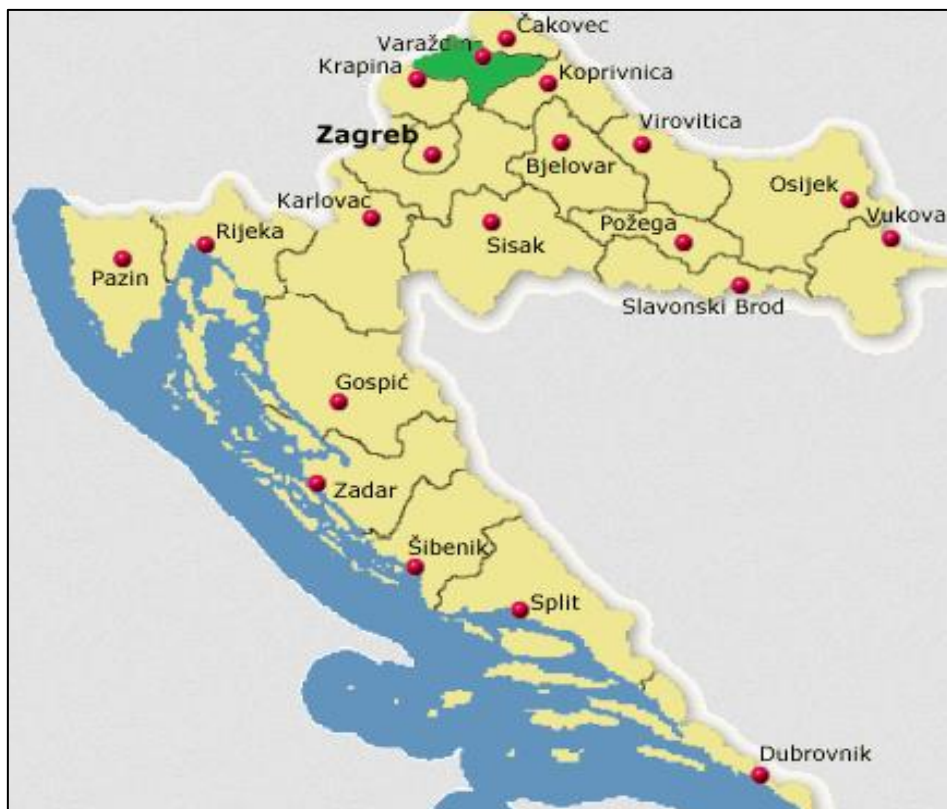 Čakovec
Varaždin
Krapina
Koprivnica
Zagreb
Virovitica
Bjelovar
Osijek
Karlovac
Vukova
Rijeka
Sisak
Požega
Pazin
Slavonski Brod
Gospić
Zadar
Šibenik
Split
Dubrovnik